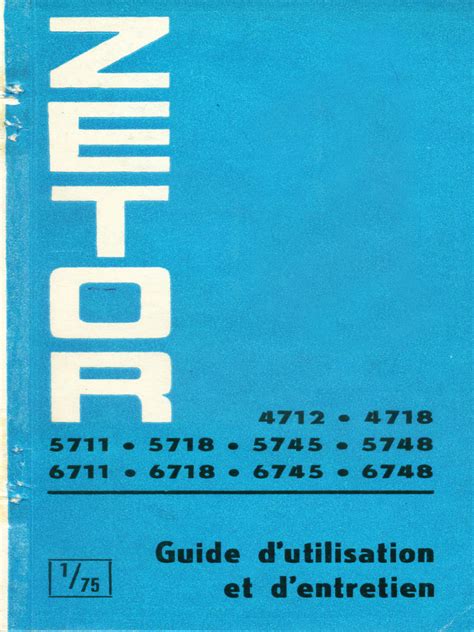 ZETOR
4712 • 4718
5711 • 5718 • 5745 • 5748
6711 • 6718 • 6745 • 6748
1/75
Guide d'utilisation
et d'entretien